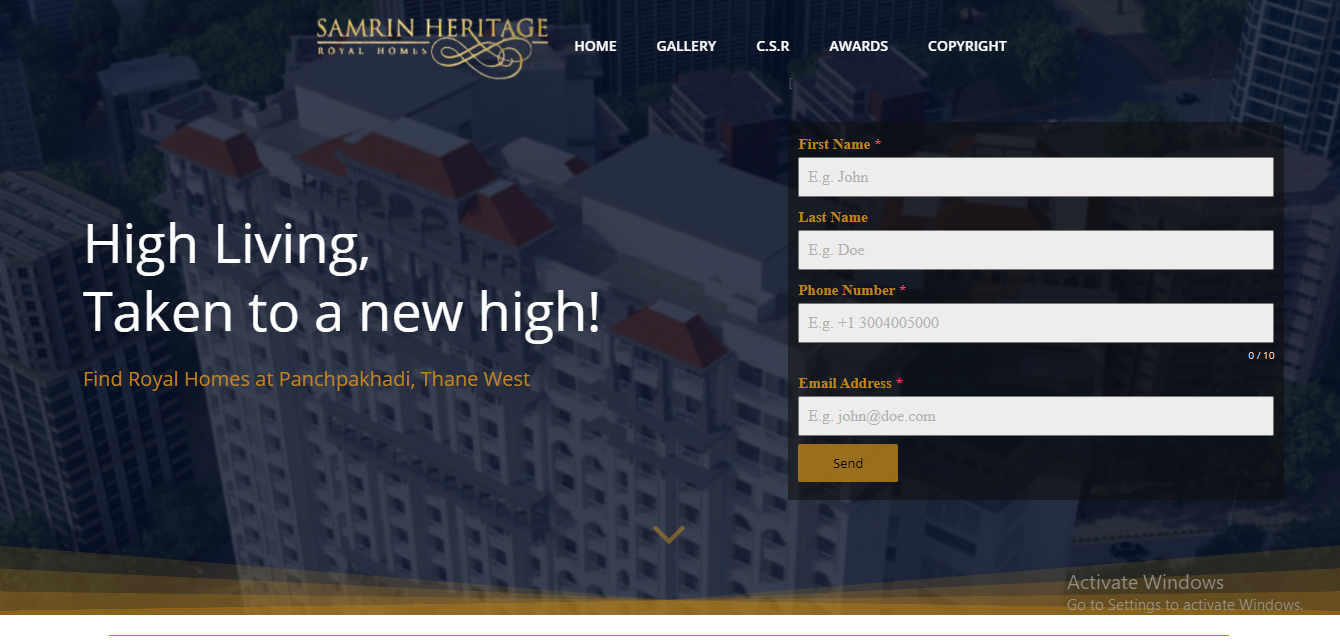 SAMRIN HERITAGE
ROYAL HOMES
HOME GALLERY C.S.R AWARDS COPYRIGHT
[
High Living,
Taken to a new high!
Find Royal Homes at Panchpakhadi, Thane West
First Name *
E.g. John
Last Name
E.g. Doe
Phone Number *
E.g. +1 3004005000
0 / 10
Email Address *
E.g. john@doe.com
Send
Activate Windows
Go to Settings to activate Windows.